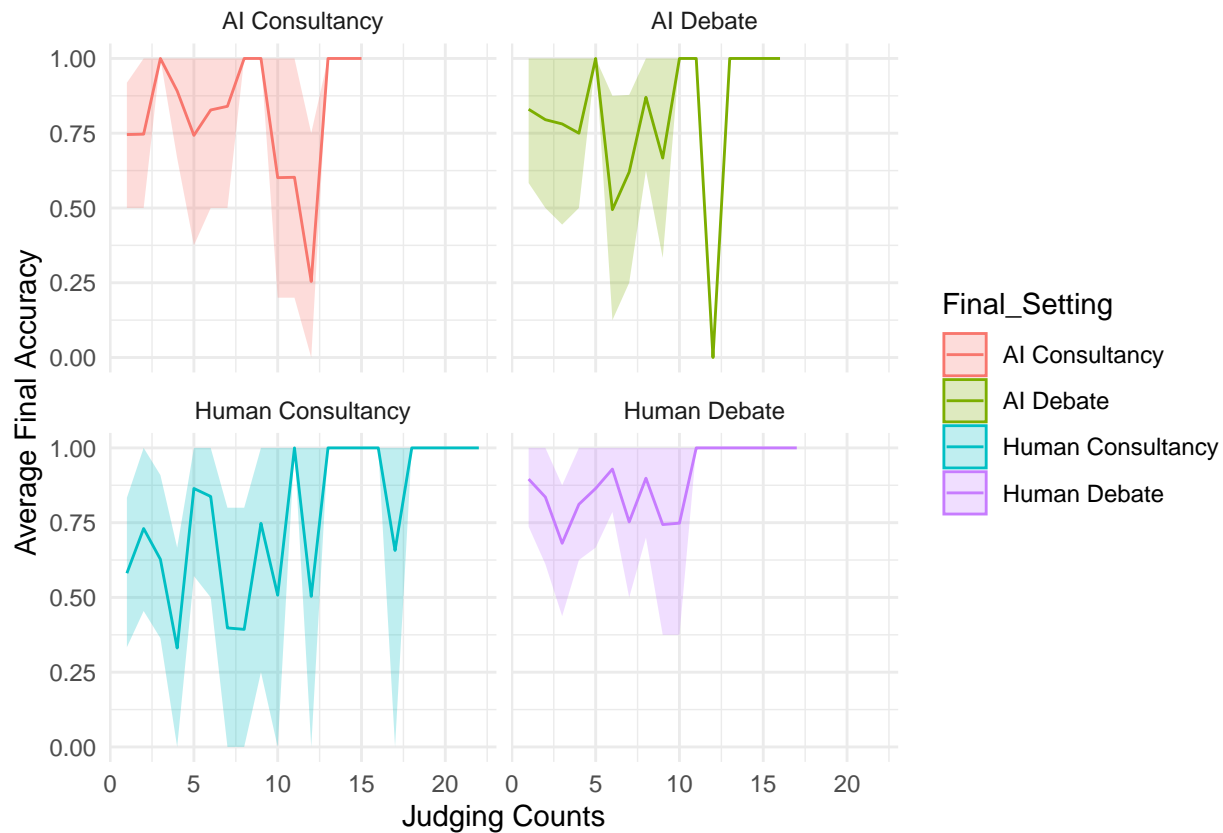 AI Consultancy
AI Debate
1.00
0.75
0.50
0.25
0.00
Human Consultancy
Human Debate
1.00
0.75
0.50
0.25
0.00
0
5
10
15
20
0
5
10
15
20
Judging Counts
Average Final Accuracy
Final_Setting
AI Consultancy
AI Debate
Human Consultancy
Human Debate